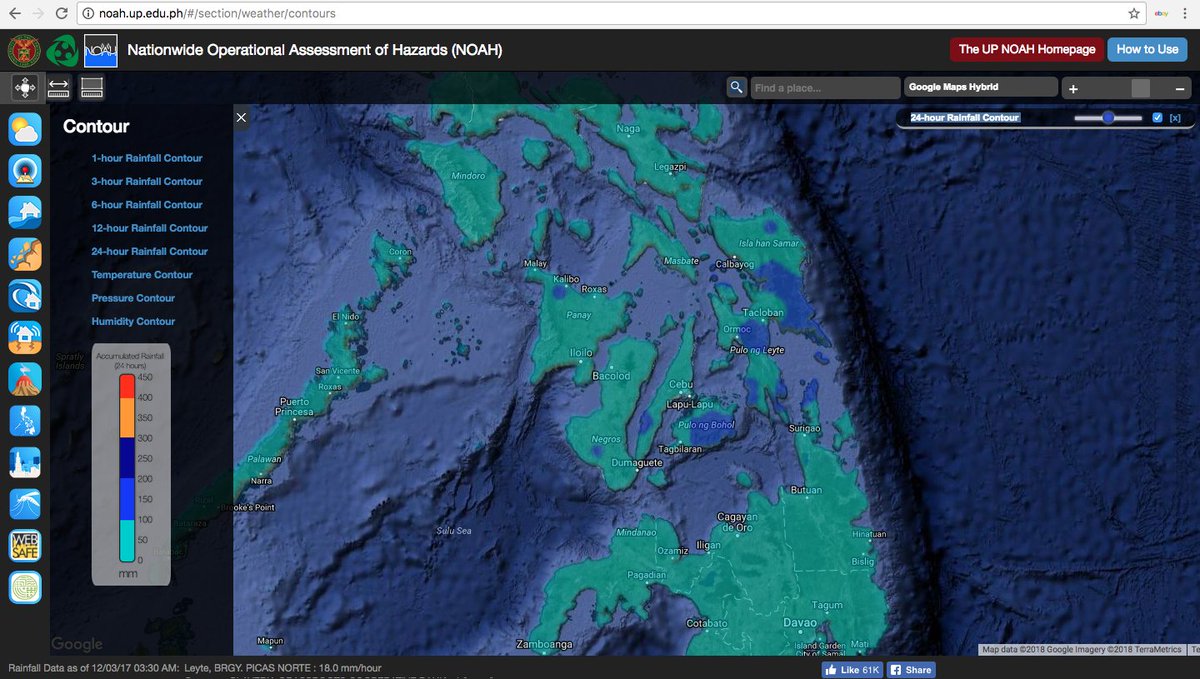 noah.up.edu.ph/#/section/weather/contours
ebay
NOAH
Nationwide Operational Assessment of Hazards (NOAH)
The UP NOAH Homepage
How to Use
Find a place...
Google Maps Hybrid
+
−
24-hour Rainfall Contour
[x]
Contour
1-hour Rainfall Contour
3-hour Rainfall Contour
6-hour Rainfall Contour
12-hour Rainfall Contour
24-hour Rainfall Contour
Temperature Contour
Pressure Contour
Humidity Contour
Accumulated Rainfall
(24 hours)
450
400
350
300
250
200
150
100
50
0
mm
WEB
SAFE
Naga
Legazpi
Mindoro
Isla han Samar
Masbate
Calbayog
Coron
Malay
Kalibo
Roxas
Panay
El Nido
Tacloban
Ormoc
Pulo ng Leyte
Iloilo
Bacolod
San Vicente
Roxas
Cebu
Lapu-Lapu
Puerto
Princesa
Pulo ng Bohol
Surigao
Negros
Tagbilaran
Palawan
Dumaguete
Narra
Butuan
Spratly
Islands
Rizal
Brooke's Point
Bataraza
Balabac
Sulu Sea
Cagayan
de Oro
Mindanao
Iligan
Hinatuan
Ozamiz
Bislig
Pagadian
Tagum
Cotabato
Davao
Mapun
Zamboanga
Island Garden
City of Samal
Mati
Google
Map data ©2018 Google Imagery ©2018 TerraMetrics
Rainfall Data as of 12/03/17 03:30 AM: Leyte, BRGY. PICAS NORTE : 18.0 mm/hour
Like 61K
Share